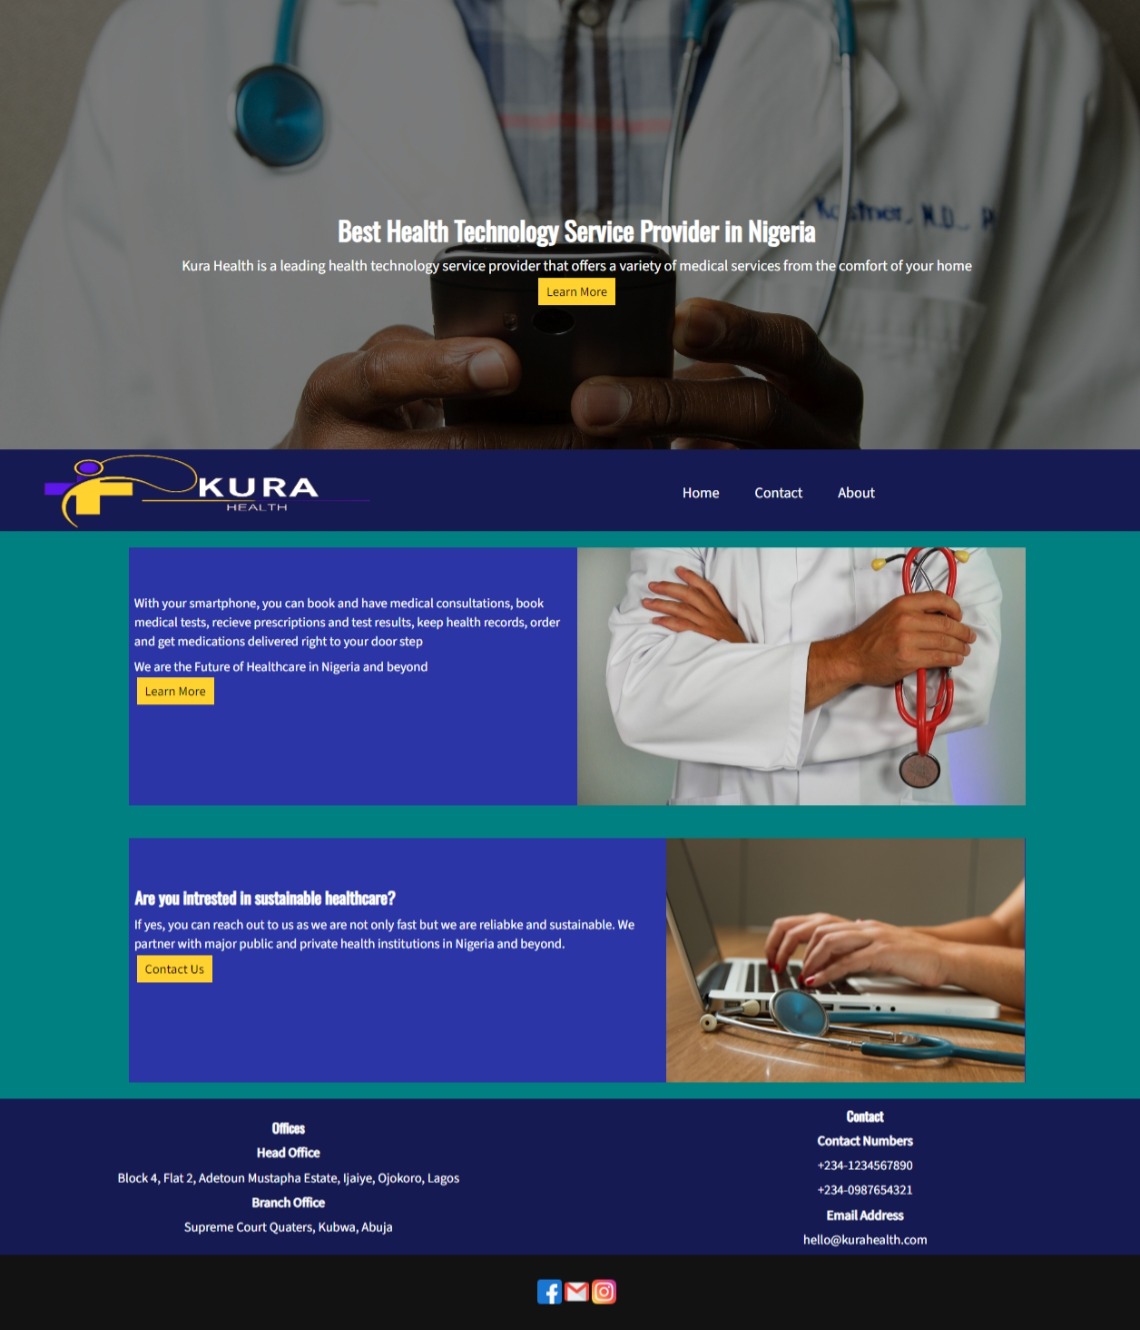 Best Health Technology Service Provider in Nigeria
Kura Health is a leading health technology service provider that offers a variety of medical services from the comfort of your home
Learn More
KURA
HEALTH
Home Contact About
With your smartphone, you can book and have medical consultations, book
medical tests, recieve prescriptions and test results, keep health records, order
and get medications delivered right to your door step
We are the Future of Healthcare in Nigeria and beyond
Learn More
Are you intrested in sustainable healthcare?
If yes, you can reach out to us as we are not only fast but we are reliabke and sustainable. We
partner with major public and private health institutions in Nigeria and beyond.
Contact Us
Offices
Head Office
Block 4, Flat 2, Adetoun Mustapha Estate, Ijaiye, Ojokoro, Lagos
Branch Office
Supreme Court Quaters, Kubwa, Abuja
Contact
Contact Numbers
+234-1234567890
+234-0987654321
Email Address
hello@kurahealth.com